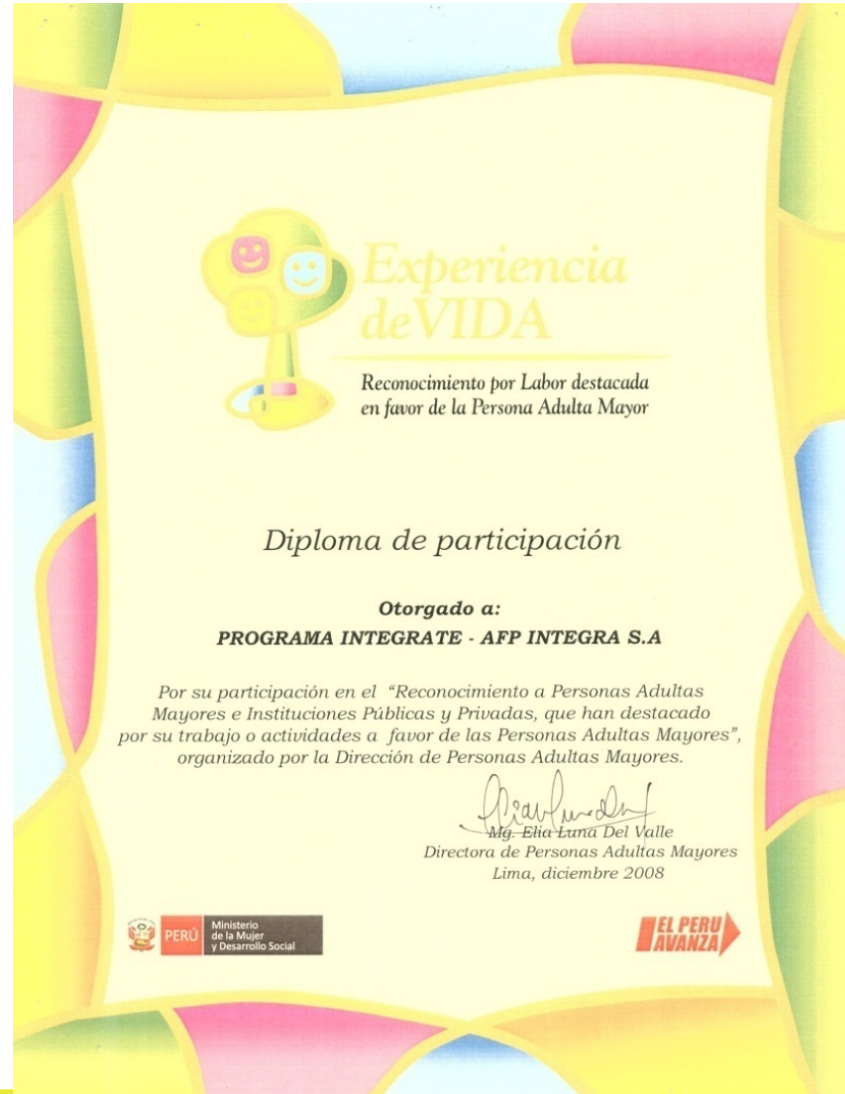 Experiencia
deVIDA
Reconocimiento por Labor destacada
en favor de la Persona Adulta Mayor
Diploma de participación
Otorgado a:
PROGRAMA INTEGRATE - AFP INTEGRA S.A
Por su participación en el "Reconocimiento a Personas Adultas
Mayores e Instituciones Públicas y Privadas, que han destacado
por su trabajo o actividades a favor de las Personas Adultas Mayores",
organizado por la Dirección de Personas Adultas Mayores.
Mg. Elia Luna Del Valle
Directora de Personas Adultas Mayores
Lima, diciembre 2008
PERÚ
Ministerio
de la Mujer
y Desarrollo Social
EL PERU
AVANZA